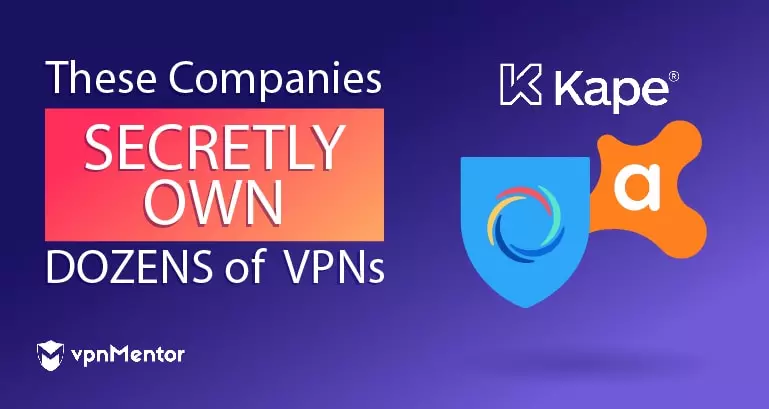 These Companies
SECRETLY
OWN
DOZENS of VPNs
Kape®
a
vpnMentor